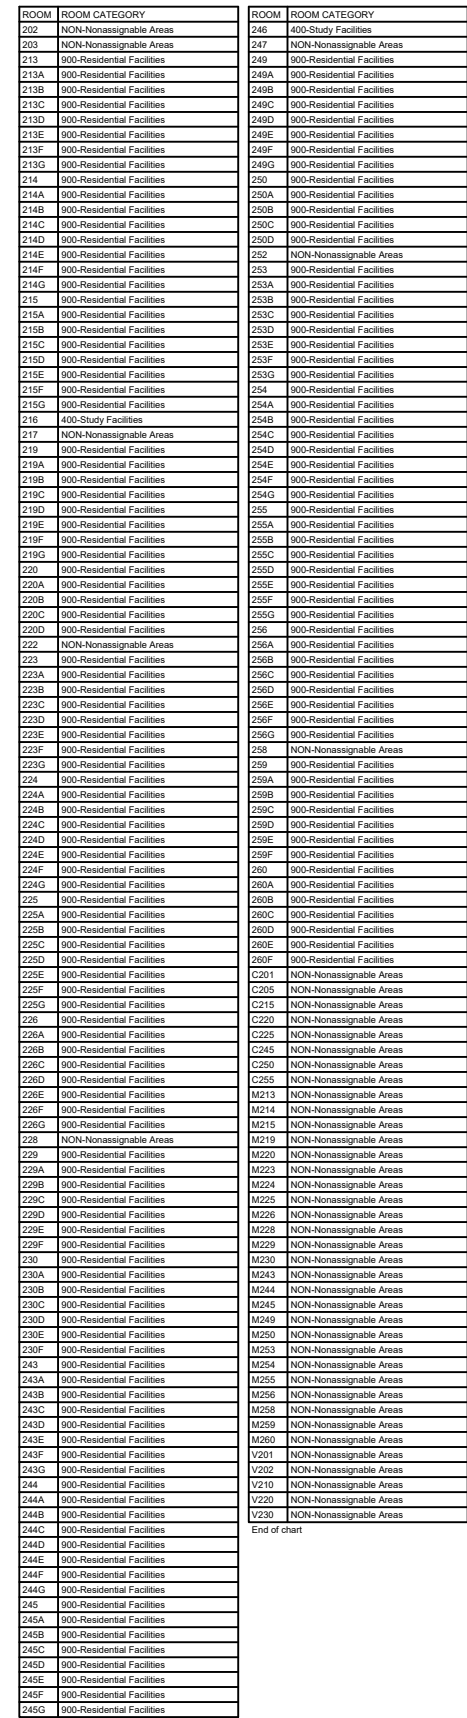 ROOM ROOM CATEGORY
202 NON-Nonassignable Areas
203 NON-Nonassignable Areas
213 900-Residential Facilities
213A 900-Residential Facilities
213B 900-Residential Facilities
213C 900-Residential Facilities
213D 900-Residential Facilities
213E 900-Residential Facilities
213F 900-Residential Facilities
213G 900-Residential Facilities
214 900-Residential Facilities
214A 900-Residential Facilities
214B 900-Residential Facilities
214C 900-Residential Facilities
214D 900-Residential Facilities
214E 900-Residential Facilities
214F 900-Residential Facilities
214G 900-Residential Facilities
215 900-Residential Facilities
215A 900-Residential Facilities
215B 900-Residential Facilities
215C 900-Residential Facilities
215D 900-Residential Facilities
215E 900-Residential Facilities
215F 900-Residential Facilities
215G 900-Residential Facilities
216 400-Study Facilities
217 NON-Nonassignable Areas
219 900-Residential Facilities
219A 900-Residential Facilities
219B 900-Residential Facilities
219C 900-Residential Facilities
219D 900-Residential Facilities
219E 900-Residential Facilities
219F 900-Residential Facilities
219G 900-Residential Facilities
220 900-Residential Facilities
220A 900-Residential Facilities
220B 900-Residential Facilities
220C 900-Residential Facilities
220D 900-Residential Facilities
222 NON-Nonassignable Areas
223 900-Residential Facilities
223A 900-Residential Facilities
223B 900-Residential Facilities
223C 900-Residential Facilities
223D 900-Residential Facilities
223E 900-Residential Facilities
223F 900-Residential Facilities
223G 900-Residential Facilities
224 900-Residential Facilities
224A 900-Residential Facilities
224B 900-Residential Facilities
224C 900-Residential Facilities
224D 900-Residential Facilities
224E 900-Residential Facilities
224F 900-Residential Facilities
224G 900-Residential Facilities
225 900-Residential Facilities
225A 900-Residential Facilities
225B 900-Residential Facilities
225C 900-Residential Facilities
225D 900-Residential Facilities
225E 900-Residential Facilities
225F 900-Residential Facilities
225G 900-Residential Facilities
226 900-Residential Facilities
226A 900-Residential Facilities
226B 900-Residential Facilities
226C 900-Residential Facilities
226D 900-Residential Facilities
226E 900-Residential Facilities
226F 900-Residential Facilities
226G 900-Residential Facilities
228 NON-Nonassignable Areas
229 900-Residential Facilities
229A 900-Residential Facilities
229B 900-Residential Facilities
229C 900-Residential Facilities
229D 900-Residential Facilities
229E 900-Residential Facilities
229F 900-Residential Facilities
230 900-Residential Facilities
230A 900-Residential Facilities
230B 900-Residential Facilities
230C 900-Residential Facilities
230D 900-Residential Facilities
230E 900-Residential Facilities
230F 900-Residential Facilities
243 900-Residential Facilities
243A 900-Residential Facilities
243B 900-Residential Facilities
243C 900-Residential Facilities
243D 900-Residential Facilities
243E 900-Residential Facilities
243F 900-Residential Facilities
243G 900-Residential Facilities
244 900-Residential Facilities
244A 900-Residential Facilities
244B 900-Residential Facilities
244C 900-Residential Facilities
244D 900-Residential Facilities
244E 900-Residential Facilities
244F 900-Residential Facilities
244G 900-Residential Facilities
245 900-Residential Facilities
245A 900-Residential Facilities
245B 900-Residential Facilities
245C 900-Residential Facilities
245D 900-Residential Facilities
245E 900-Residential Facilities
245F 900-Residential Facilities
245G 900-Residential Facilities
ROOM ROOM CATEGORY
246 400-Study Facilities
247 NON-Nonassignable Areas
249 900-Residential Facilities
249A 900-Residential Facilities
249B 900-Residential Facilities
249C 900-Residential Facilities
249D 900-Residential Facilities
249E 900-Residential Facilities
249F 900-Residential Facilities
249G 900-Residential Facilities
250 900-Residential Facilities
250A 900-Residential Facilities
250B 900-Residential Facilities
250C 900-Residential Facilities
250D 900-Residential Facilities
252 NON-Nonassignable Areas
253 900-Residential Facilities
253A 900-Residential Facilities
253B 900-Residential Facilities
253C 900-Residential Facilities
253D 900-Residential Facilities
253E 900-Residential Facilities
253F 900-Residential Facilities
253G 900-Residential Facilities
254 900-Residential Facilities
254A 900-Residential Facilities
254B 900-Residential Facilities
254C 900-Residential Facilities
254D 900-Residential Facilities
254E 900-Residential Facilities
254F 900-Residential Facilities
254G 900-Residential Facilities
255 900-Residential Facilities
255A 900-Residential Facilities
255B 900-Residential Facilities
255C 900-Residential Facilities
255D 900-Residential Facilities
255E 900-Residential Facilities
255F 900-Residential Facilities
255G 900-Residential Facilities
256 900-Residential Facilities
256A 900-Residential Facilities
256B 900-Residential Facilities
256C 900-Residential Facilities
256D 900-Residential Facilities
256E 900-Residential Facilities
256F 900-Residential Facilities
256G 900-Residential Facilities
258 NON-Nonassignable Areas
259 900-Residential Facilities
259A 900-Residential Facilities
259B 900-Residential Facilities
259C 900-Residential Facilities
259D 900-Residential Facilities
259E 900-Residential Facilities
259F 900-Residential Facilities
260 900-Residential Facilities
260A 900-Residential Facilities
260B 900-Residential Facilities
260C 900-Residential Facilities
260D 900-Residential Facilities
260E 900-Residential Facilities
260F 900-Residential Facilities
C201 NON-Nonassignable Areas
C205 NON-Nonassignable Areas
C215 NON-Nonassignable Areas
C220 NON-Nonassignable Areas
C225 NON-Nonassignable Areas
C245 NON-Nonassignable Areas
C250 NON-Nonassignable Areas
C255 NON-Nonassignable Areas
M213 NON-Nonassignable Areas
M214 NON-Nonassignable Areas
M215 NON-Nonassignable Areas
M219 NON-Nonassignable Areas
M220 NON-Nonassignable Areas
M223 NON-Nonassignable Areas
M224 NON-Nonassignable Areas
M225 NON-Nonassignable Areas
M226 NON-Nonassignable Areas
M228 NON-Nonassignable Areas
M229 NON-Nonassignable Areas
M230 NON-Nonassignable Areas
M243 NON-Nonassignable Areas
M244 NON-Nonassignable Areas
M245 NON-Nonassignable Areas
M249 NON-Nonassignable Areas
M250 NON-Nonassignable Areas
M253 NON-Nonassignable Areas
M254 NON-Nonassignable Areas
M255 NON-Nonassignable Areas
M256 NON-Nonassignable Areas
M258 NON-Nonassignable Areas
M259 NON-Nonassignable Areas
M260 NON-Nonassignable Areas
V201 NON-Nonassignable Areas
V202 NON-Nonassignable Areas
V210 NON-Nonassignable Areas
V220 NON-Nonassignable Areas
V230 NON-Nonassignable Areas
End of chart